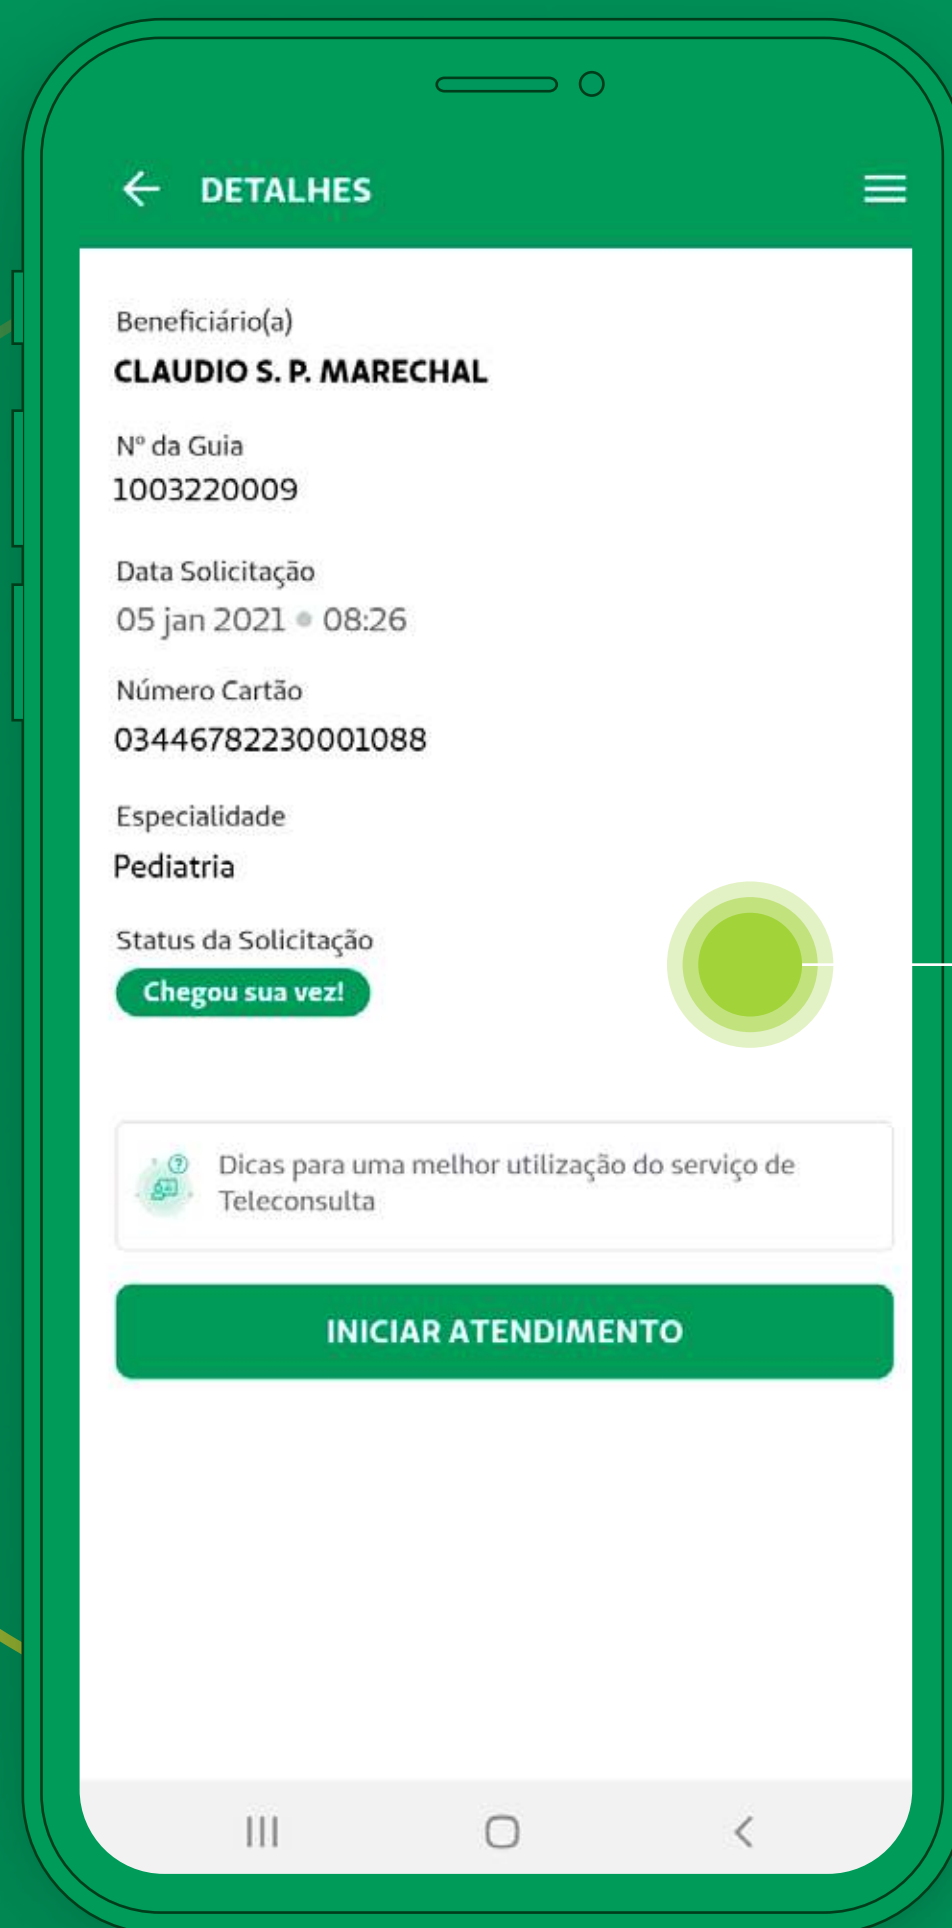 DETALHES
Beneficiário(a)
CLAUDIO S. P. MARECHAL
Nº da Guia
1003220009
Data Solicitação
05 jan 2021 • 08:26
Número Cartão
03446782230001088
Especialidade
Pediatria
Status da Solicitação
Chegou sua vez!
Dicas para uma melhor utilização do serviço de
Teleconsulta
INICIAR ATENDIMENTO